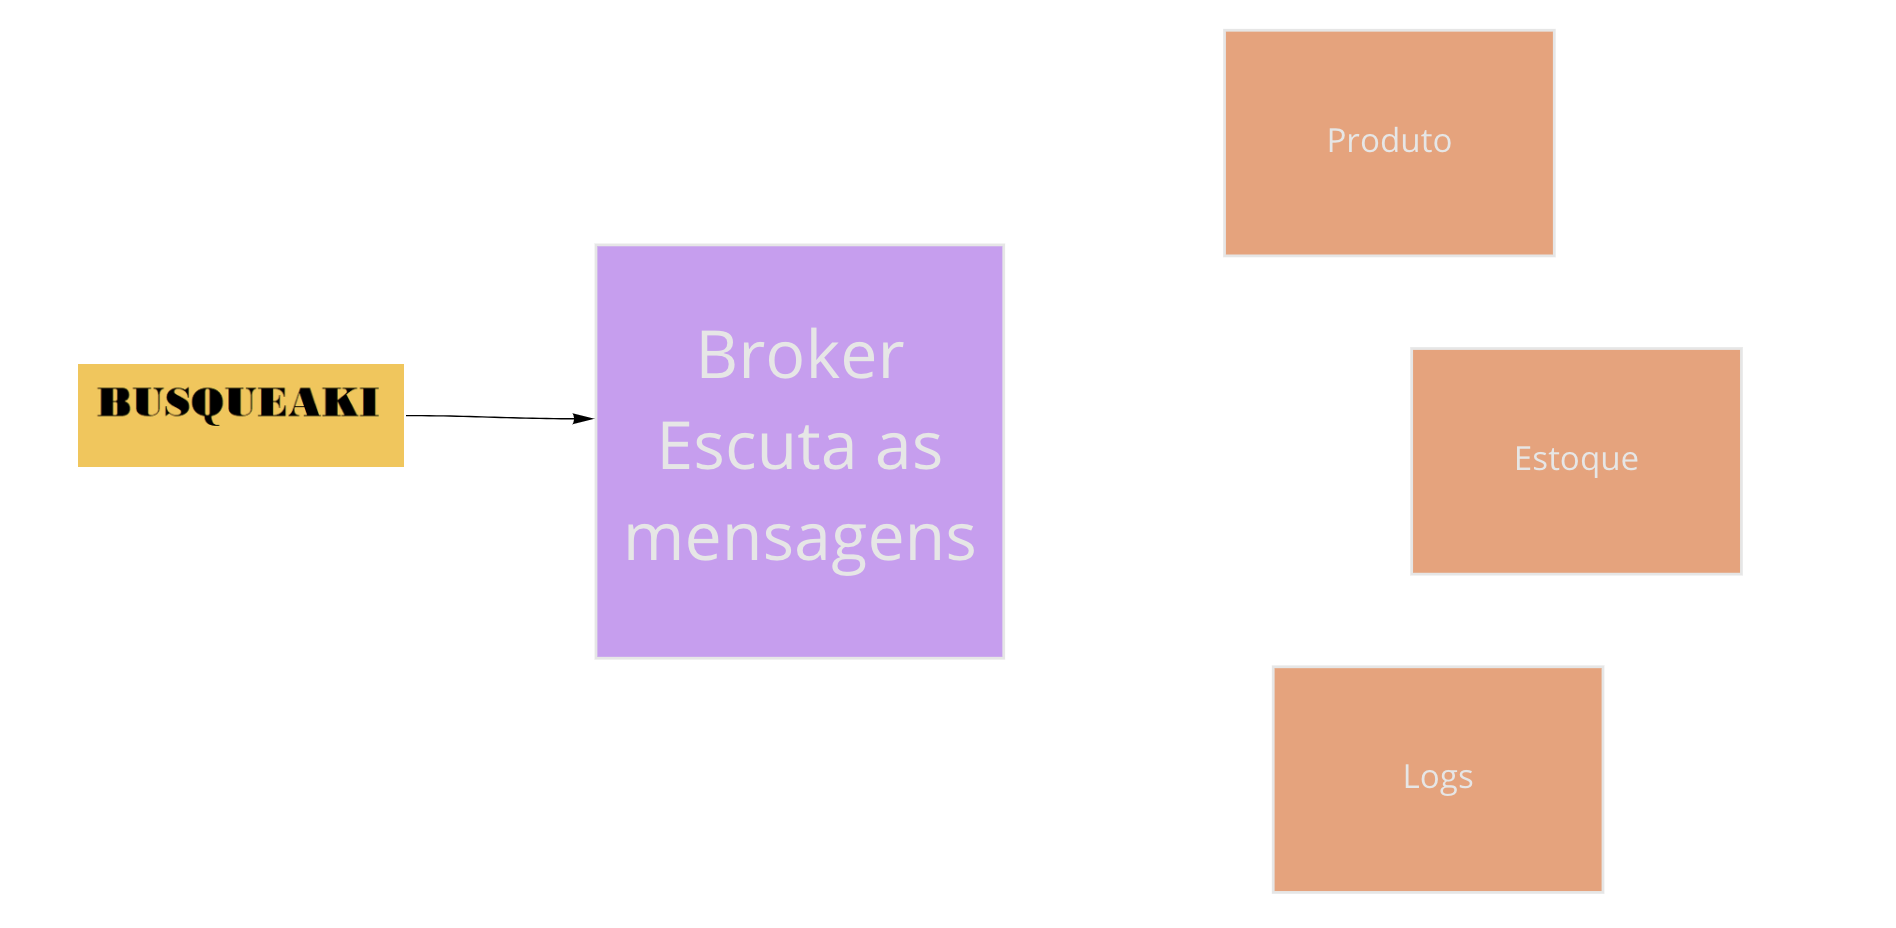 BUSQUEAKI
Broker
Escuta as
mensagens
Produto
Estoque
Logs